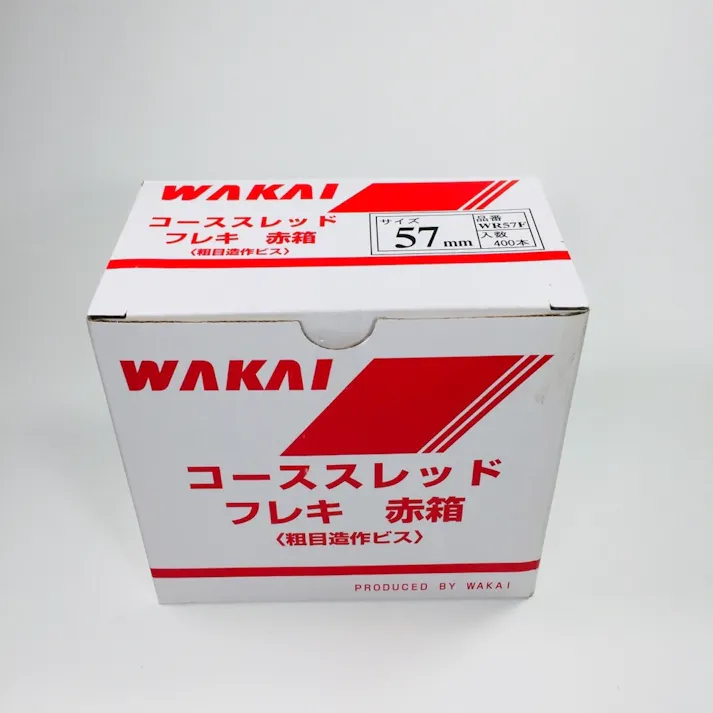 WAKAI
コーススレッド
フレキ 赤箱
〈粗目造作ビス〉
サイズ
57mm
品番
WR57F
入数
400本
WAKAI
コーススレッド
フレキ 赤箱
〈粗目造作ビス〉
PRODUCED BY WAKAI